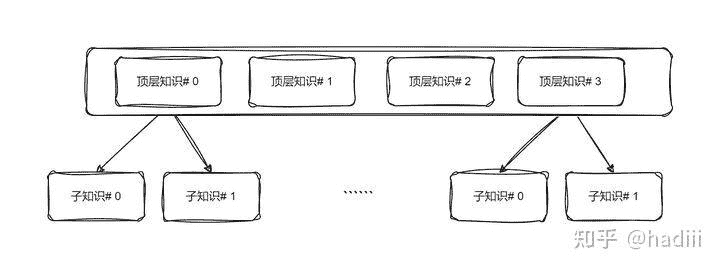 顶层知识# 0
顶层知识# 1
顶层知识# 2
顶层知识# 3
子知识# 0
子知识# 1
......
子知识# 0
子知识# 1
知乎 @hadiii